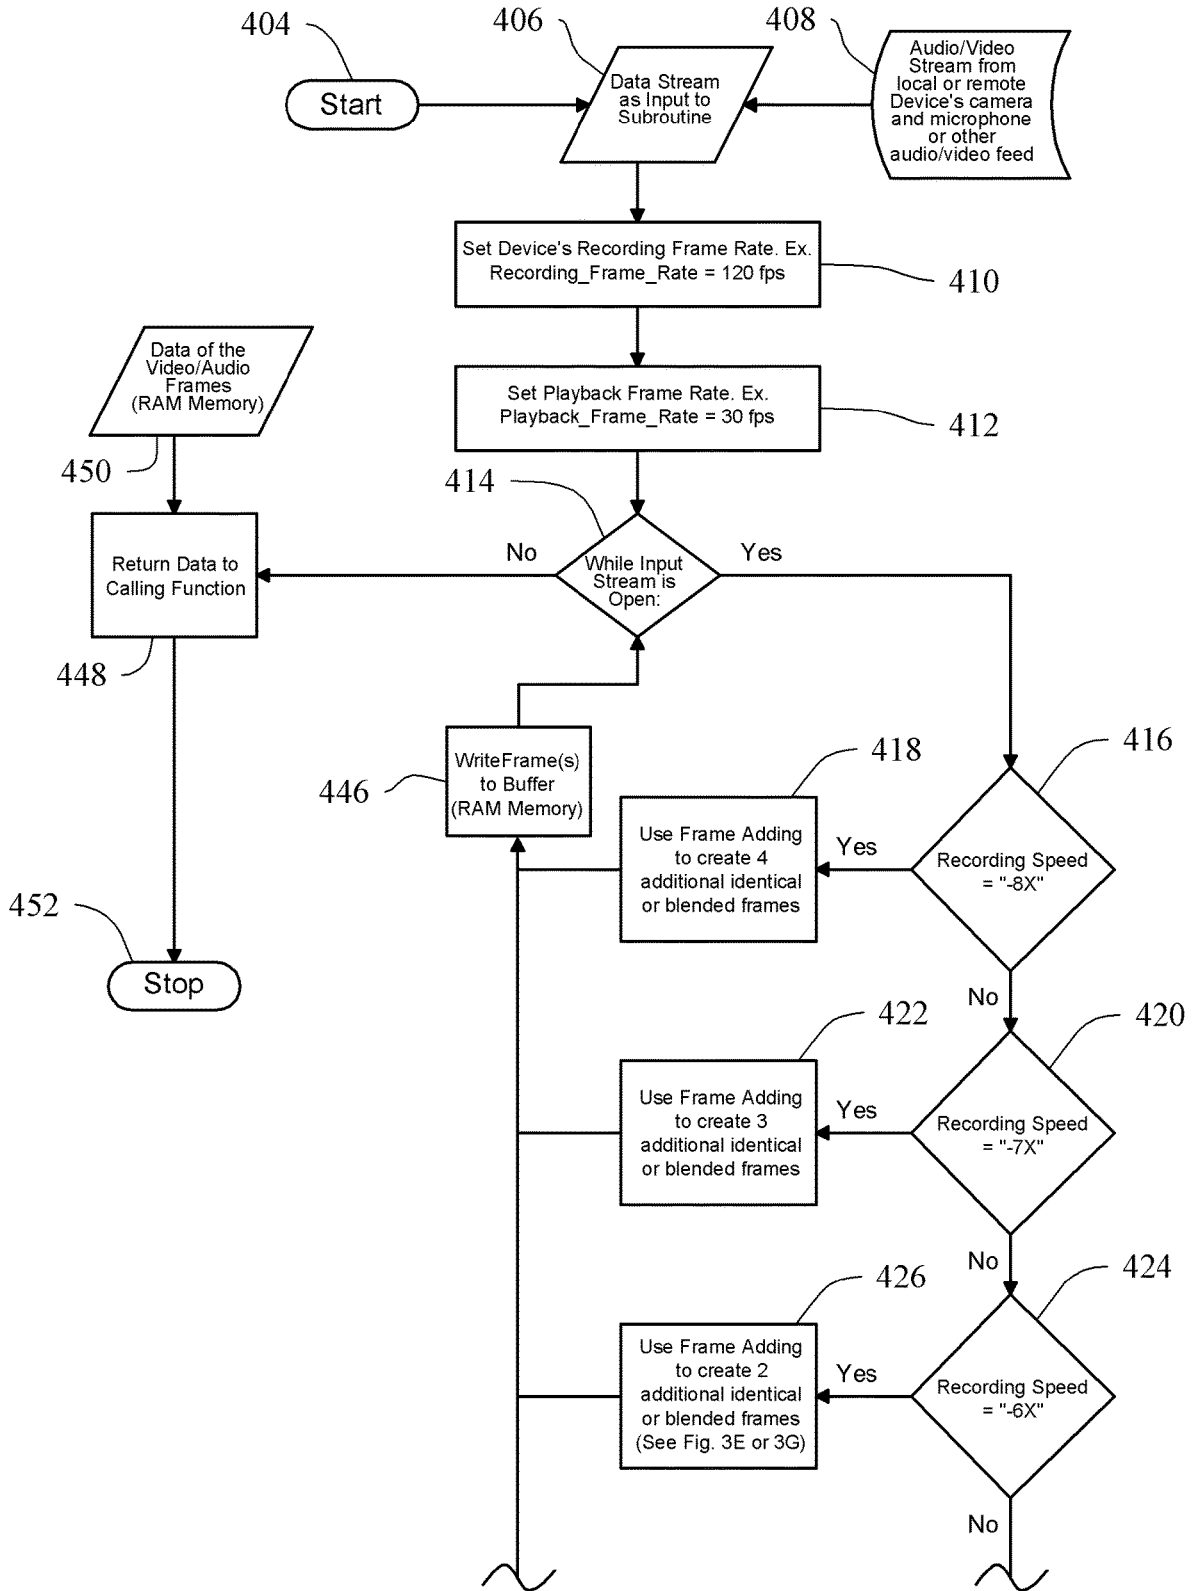 404
Start
406
Data Stream
as Input to
Subroutine
408
Audio/Video
Stream from
local or remote
Device's camera
and microphone
or other
audio/video feed
Set Device's Recording Frame Rate. Ex.
Recording_Frame_Rate = 120 fps
410
Set Playback Frame Rate. Ex.
Playback_Frame_Rate = 30 fps
412
Data of the
Video/Audio
Frames
(RAM Memory)
450
414
While Input
Stream is
Open:
No
Yes
Return Data to
Calling Function
448
WriteFrame(s)
to Buffer
(RAM Memory)
446
418
Use Frame Adding
to create 4
additional identical
or blended frames
Yes
416
Recording Speed
= "-8X"
No
452
Stop
422
Use Frame Adding
to create 3
additional identical
or blended frames
Yes
420
Recording Speed
= "-7X"
No
426
Use Frame Adding
to create 2
additional identical
or blended frames
(See Fig. 3E or 3G)
Yes
424
Recording Speed
= "-6X"
No